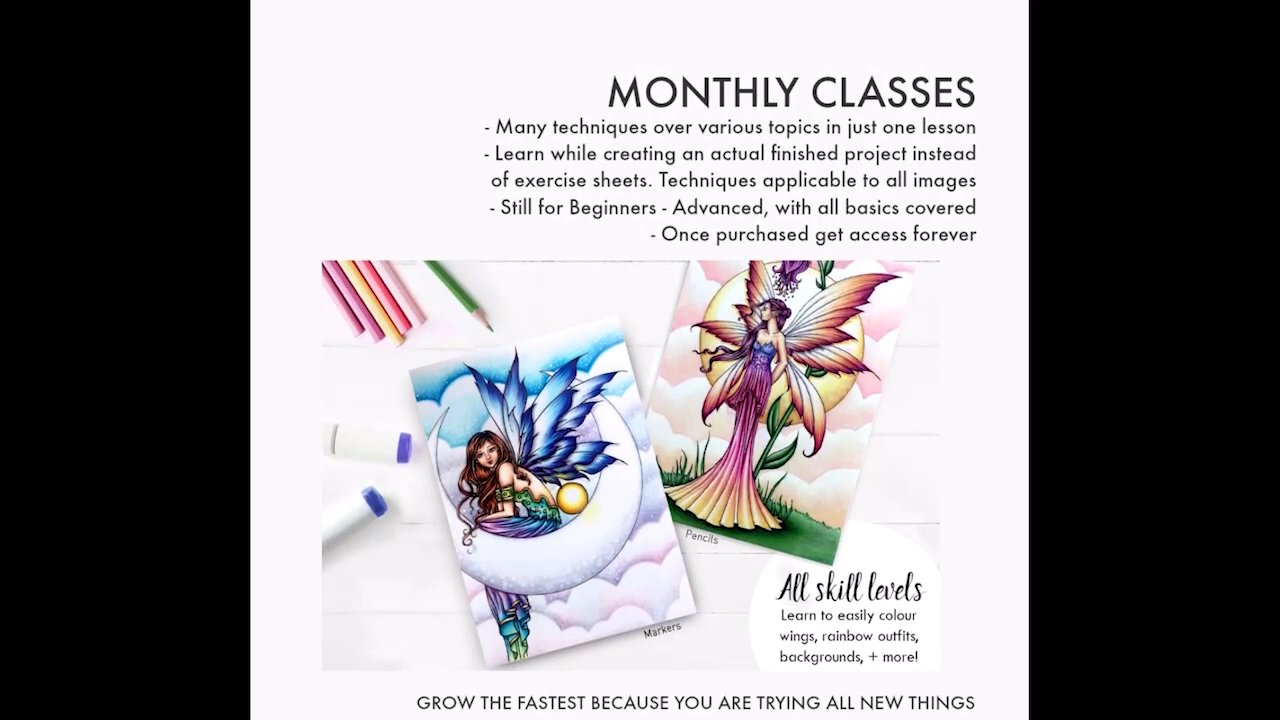 MONTHLY CLASSES
- Many techniques over various topics in just one lesson
- Learn while creating an actual finished project instead
of exercise sheets. Techniques applicable to all images
- Still for Beginners - Advanced, with all basics covered
- Once purchased get access forever
Pencils
Markers
All skill levels
Learn to easily colour
wings, rainbow outfits,
backgrounds, + more!
GROW THE FASTEST BECAUSE YOU ARE TRYING ALL NEW THINGS